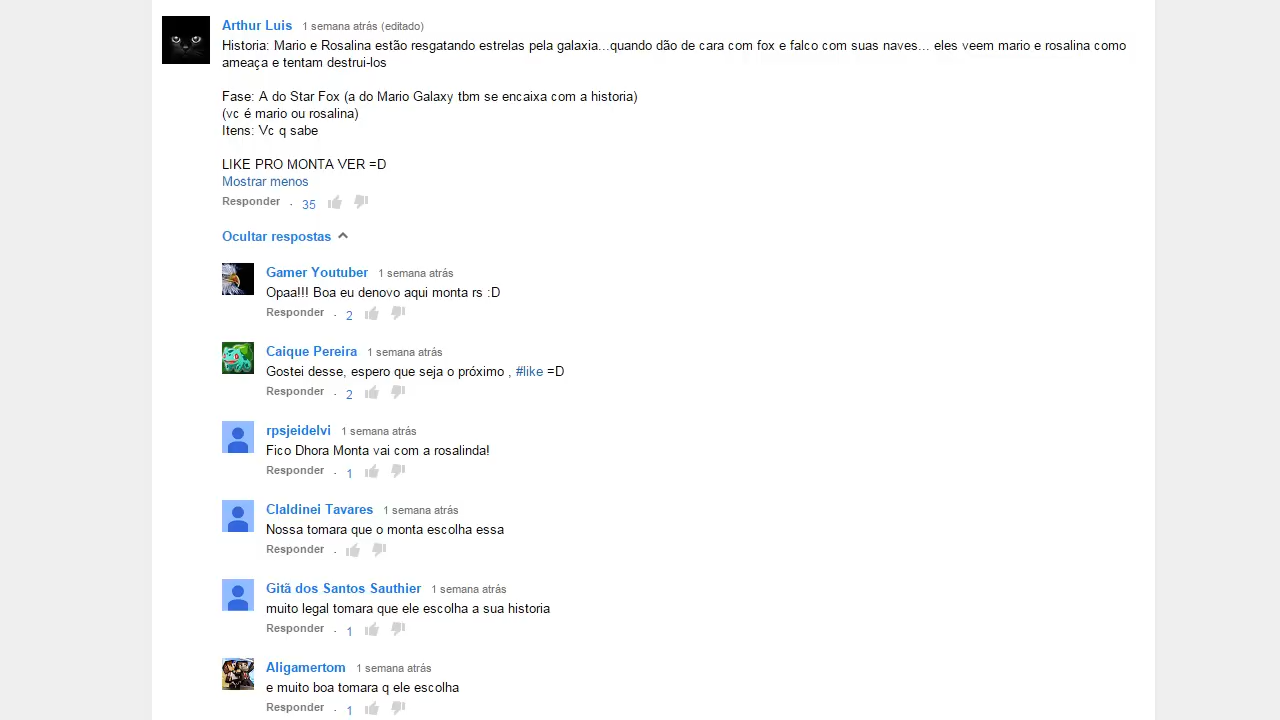 Arthur Luis 1 semana atrás (editado)
Historia: Mario e Rosalina estão resgatando estrelas pela galaxia...quando dão de cara com fox e falco com suas naves... eles veem mario e rosalina como
ameaça e tentam destrui-los
Fase: A do Star Fox (a do Mario Galaxy tbm se encaixa com a historia)
(vc é mario ou rosalina)
Itens: Vc q sabe
LIKE PRO MONTA VER =D
Mostrar menos
Responder . 35
Ocultar respostas
Gamer Youtuber 1 semana atrás
Opaa!!! Boa eu denovo aqui monta rs :D
Responder . 2
Caique Pereira 1 semana atrás
Gostei desse, espero que seja o próximo , #like =D
Responder . 2
rpsjeidelvi 1 semana atrás
Fico Dhora Monta vai com a rosalinda!
Responder . 1
Claldinei Tavares 1 semana atrás
Nossa tomara que o monta escolha essa
Responder .
Gitã dos Santos Sauthier 1 semana atrás
muito legal tomara que ele escolha a sua historia
Responder . 1
Aligamertom 1 semana atrás
e muito boa tomara q ele escolha
Responder . 1